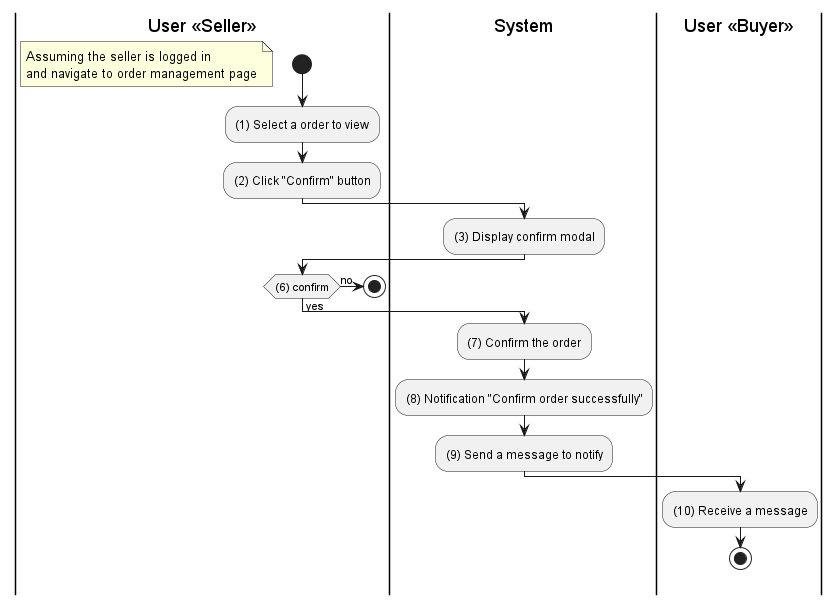 User «Seller»
System
User «Buyer»
Assuming the seller is logged in
and navigate to order management page
(1) Select a order to view
(2) Click "Confirm" button
(3) Display confirm modal
(6) confirm
no
yes
(7) Confirm the order
(8) Notification "Confirm order successfully"
(9) Send a message to notify
(10) Receive a message